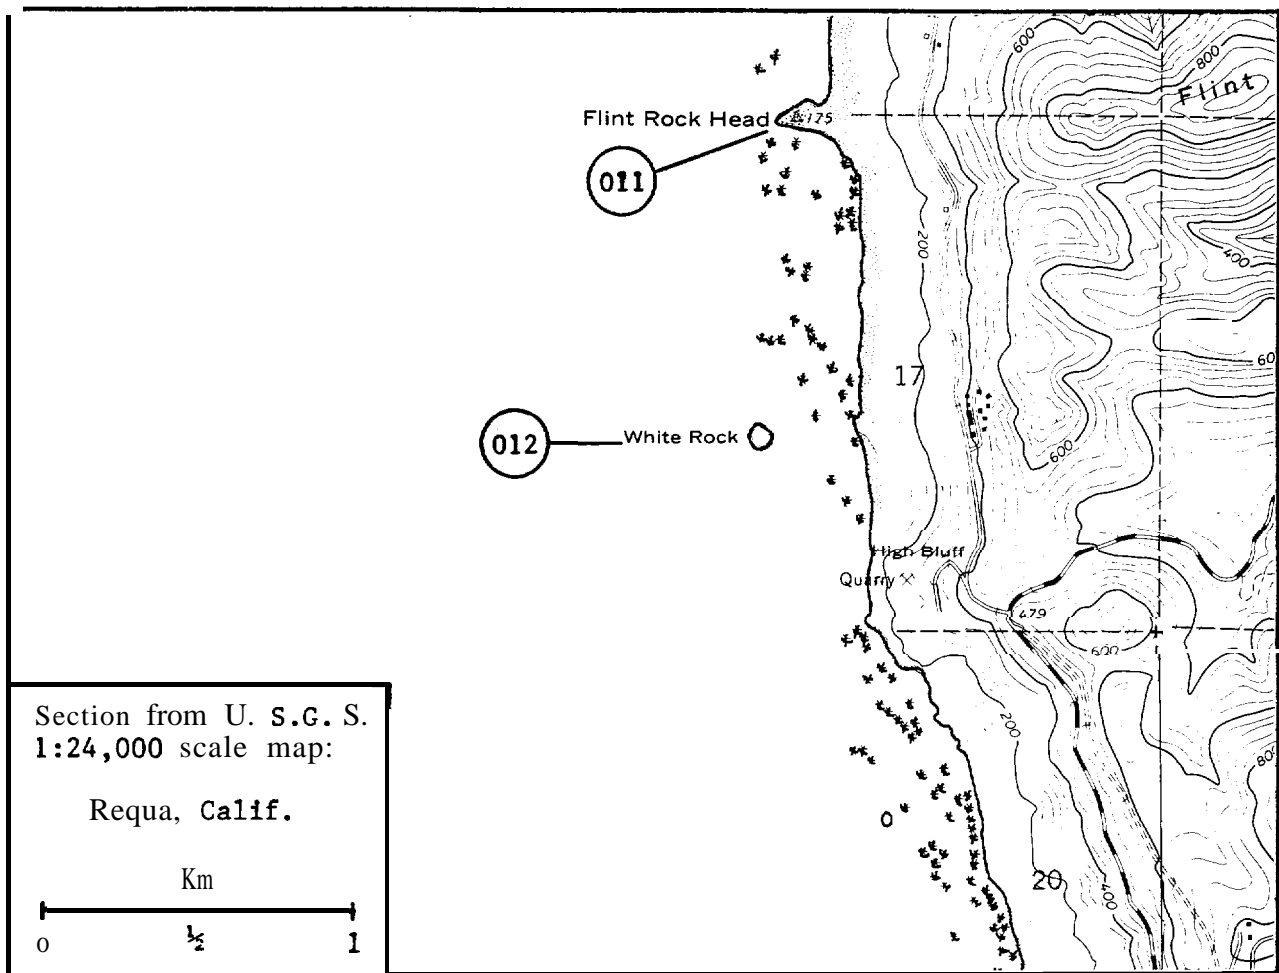 600
800
Flint
Flint Rock Head
175
011
200
400
17
60
012
White Rock
600
High Bluff
Quarry
479
600
200
80
Section from U. S.G. S.
1:24,000 scale map:
Requa, Calif.
Km
0 ½ 1
20
400